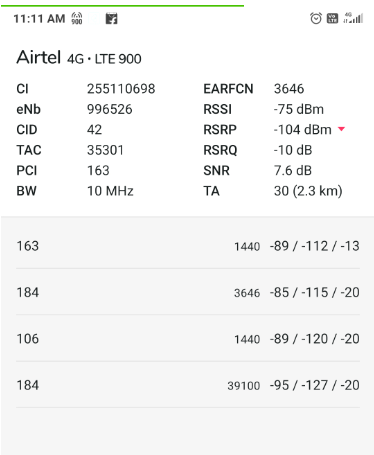 11:11 AM 900 4G
Airtel 4G • LTE 900
CI 255110698 EARFCN 3646
eNb 996526 RSSI -75 dBm
CID 42 RSRP -104 dBm
TAC 35301 RSRQ -10 dB
PCI 163 SNR 7.6 dB
BW 10 MHz TA 30 (2.3 km)
163 1440 -89 / -112 / -13
184 3646 -85 / -115 / -20
106 1440 -89 / -120 / -20
184 39100 -95 / -127 / -20